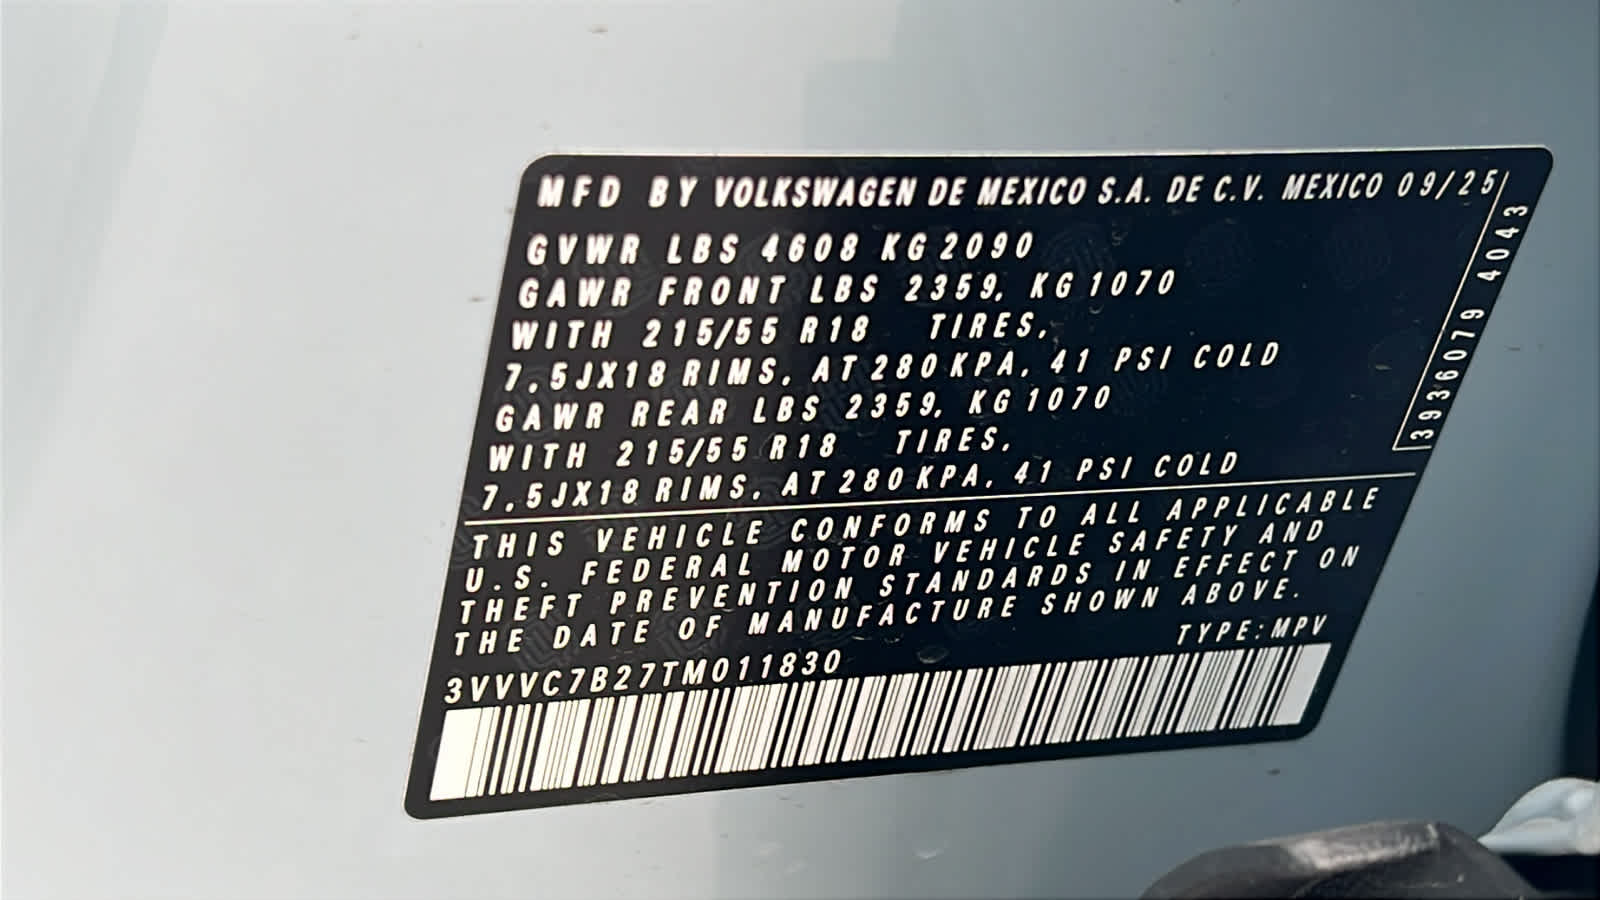 MFD BY VOLKSWAGEN DE MEXICO S.A. DE C.V. MEXICO 09/25
GVWR LBS 4608 KG 2090
GAWR FRONT LBS 2359, KG 1070
WITH 215/55 R18 TIRES,
7,5JX18 RIMS, AT 280 KPA, 41 PSI COLD
GAWR REAR LBS 2359, KG 1070
WITH 215/55 R18 TIRES,
7,5JX18 RIMS, AT 280 KPA, 41 PSI COLD
3936079 4043
THIS VEHICLE CONFORMS TO ALL APPLICABLE
U.S. FEDERAL MOTOR VEHICLE SAFETY AND
THEFT PREVENTION STANDARDS IN EFFECT ON
THE DATE OF MANUFACTURE SHOWN ABOVE.
TYPE:MPV
3VVVC7B27TM011830